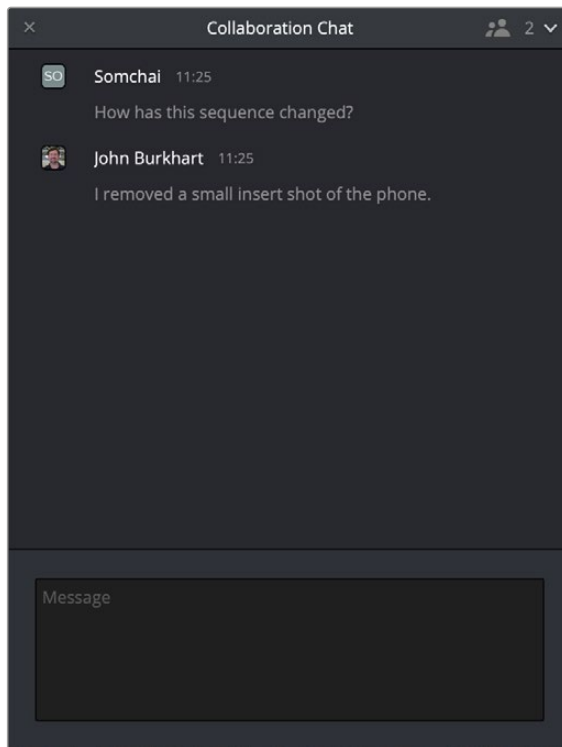 Collaboration Chat
2
SO
Somchai 11:25
How has this sequence changed?
John Burkhart 11:25
I removed a small insert shot of the phone.
Message